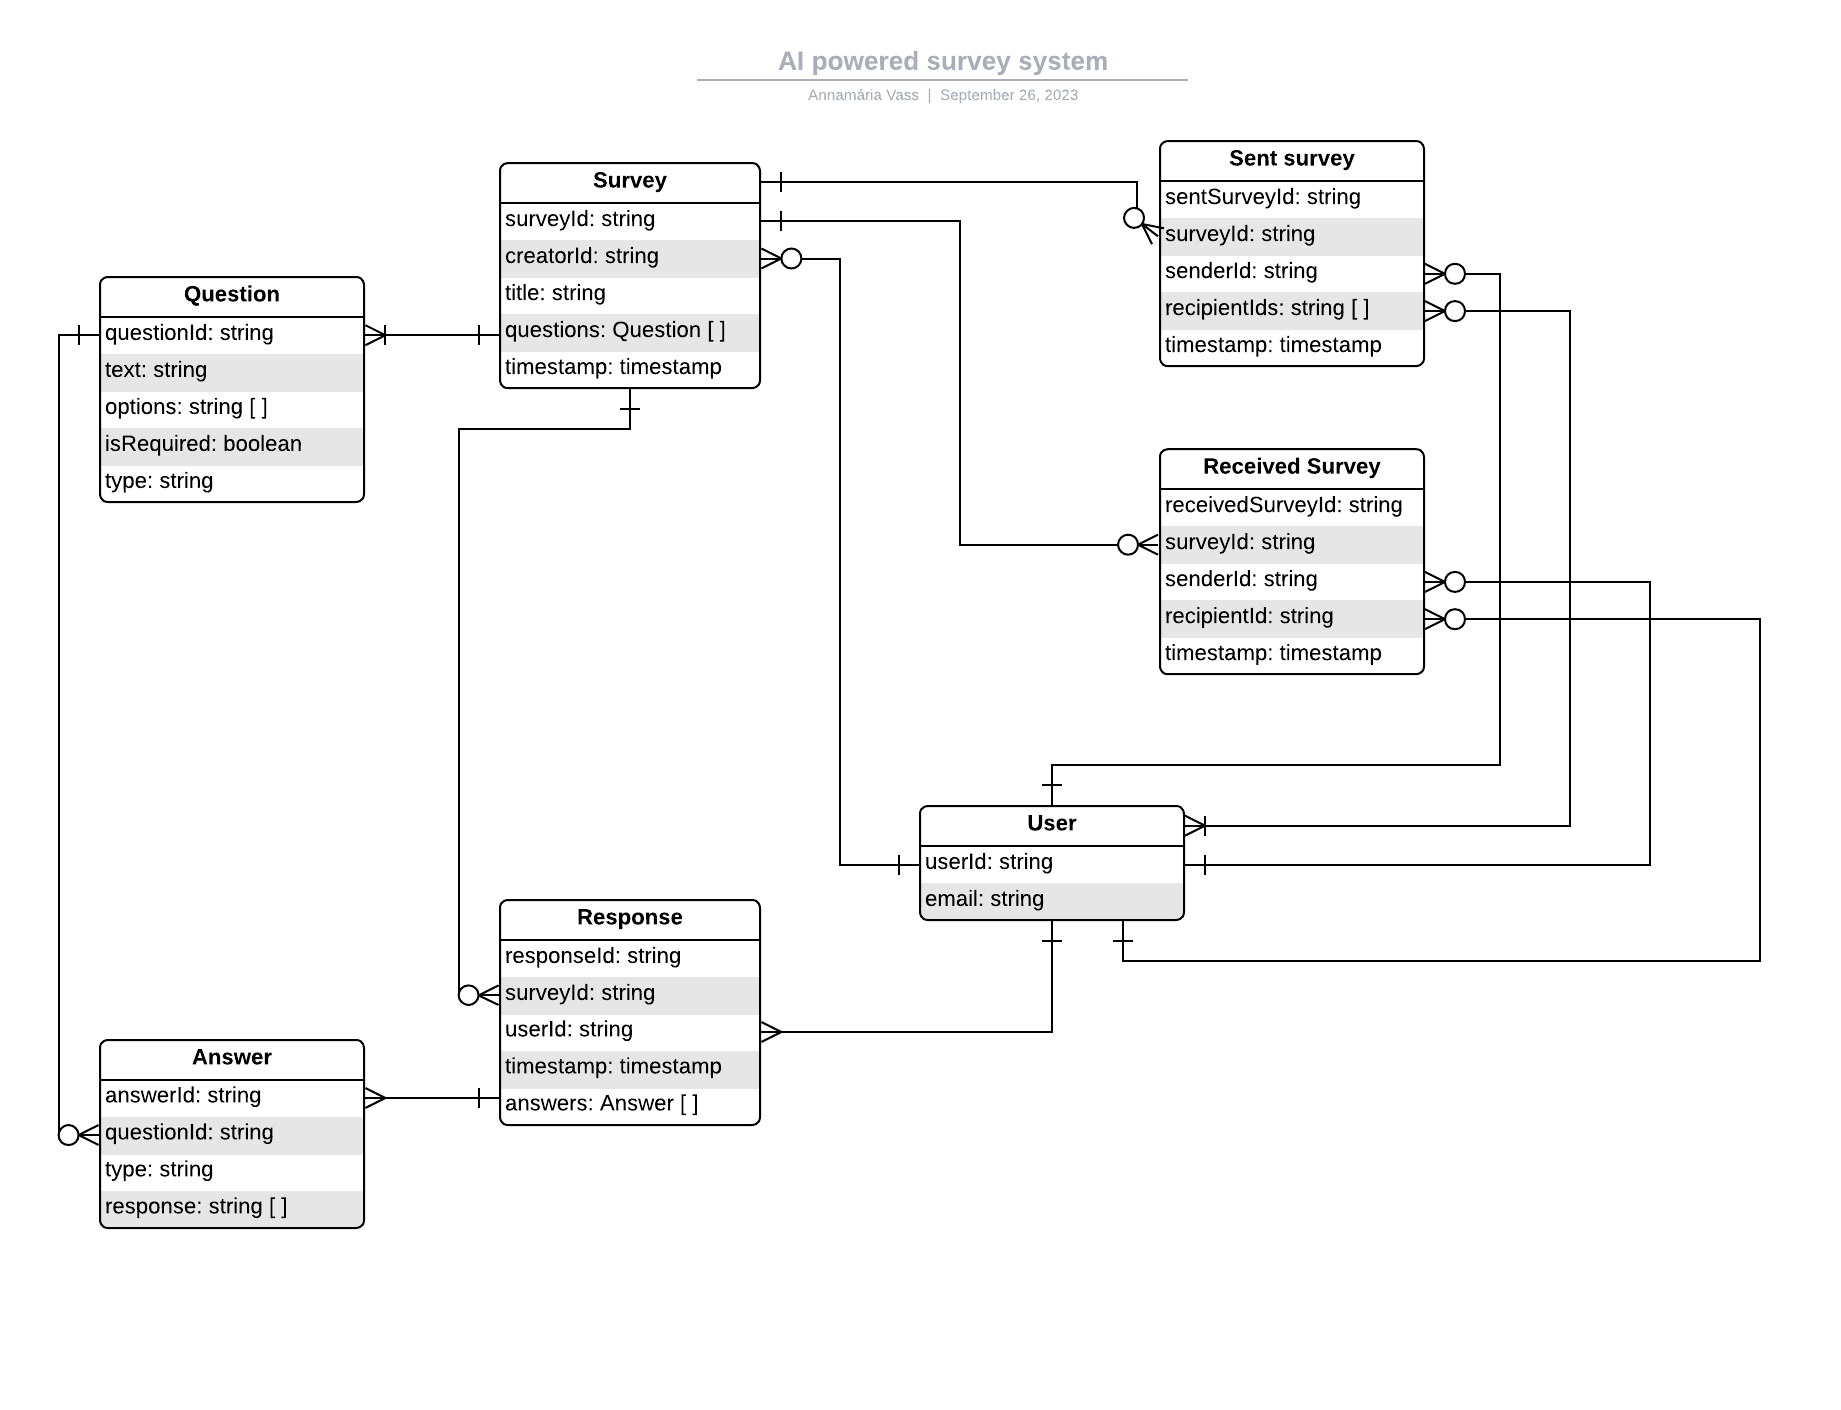 AI powered survey system
Annamária Vass | September 26, 2023
Survey
surveyId: string
creatorId: string
title: string
questions: Question [ ]
timestamp: timestamp
Sent survey
sentSurveyId: string
surveyId: string
senderId: string
recipientIds: string [ ]
timestamp: timestamp
Question
questionId: string
text: string
options: string [ ]
isRequired: boolean
type: string
Received Survey
receivedSurveyId: string
surveyId: string
senderId: string
recipientId: string
timestamp: timestamp
User
userId: string
email: string
Response
responseId: string
surveyId: string
userId: string
timestamp: timestamp
answers: Answer [ ]
Answer
answerId: string
questionId: string
type: string
response: string [ ]